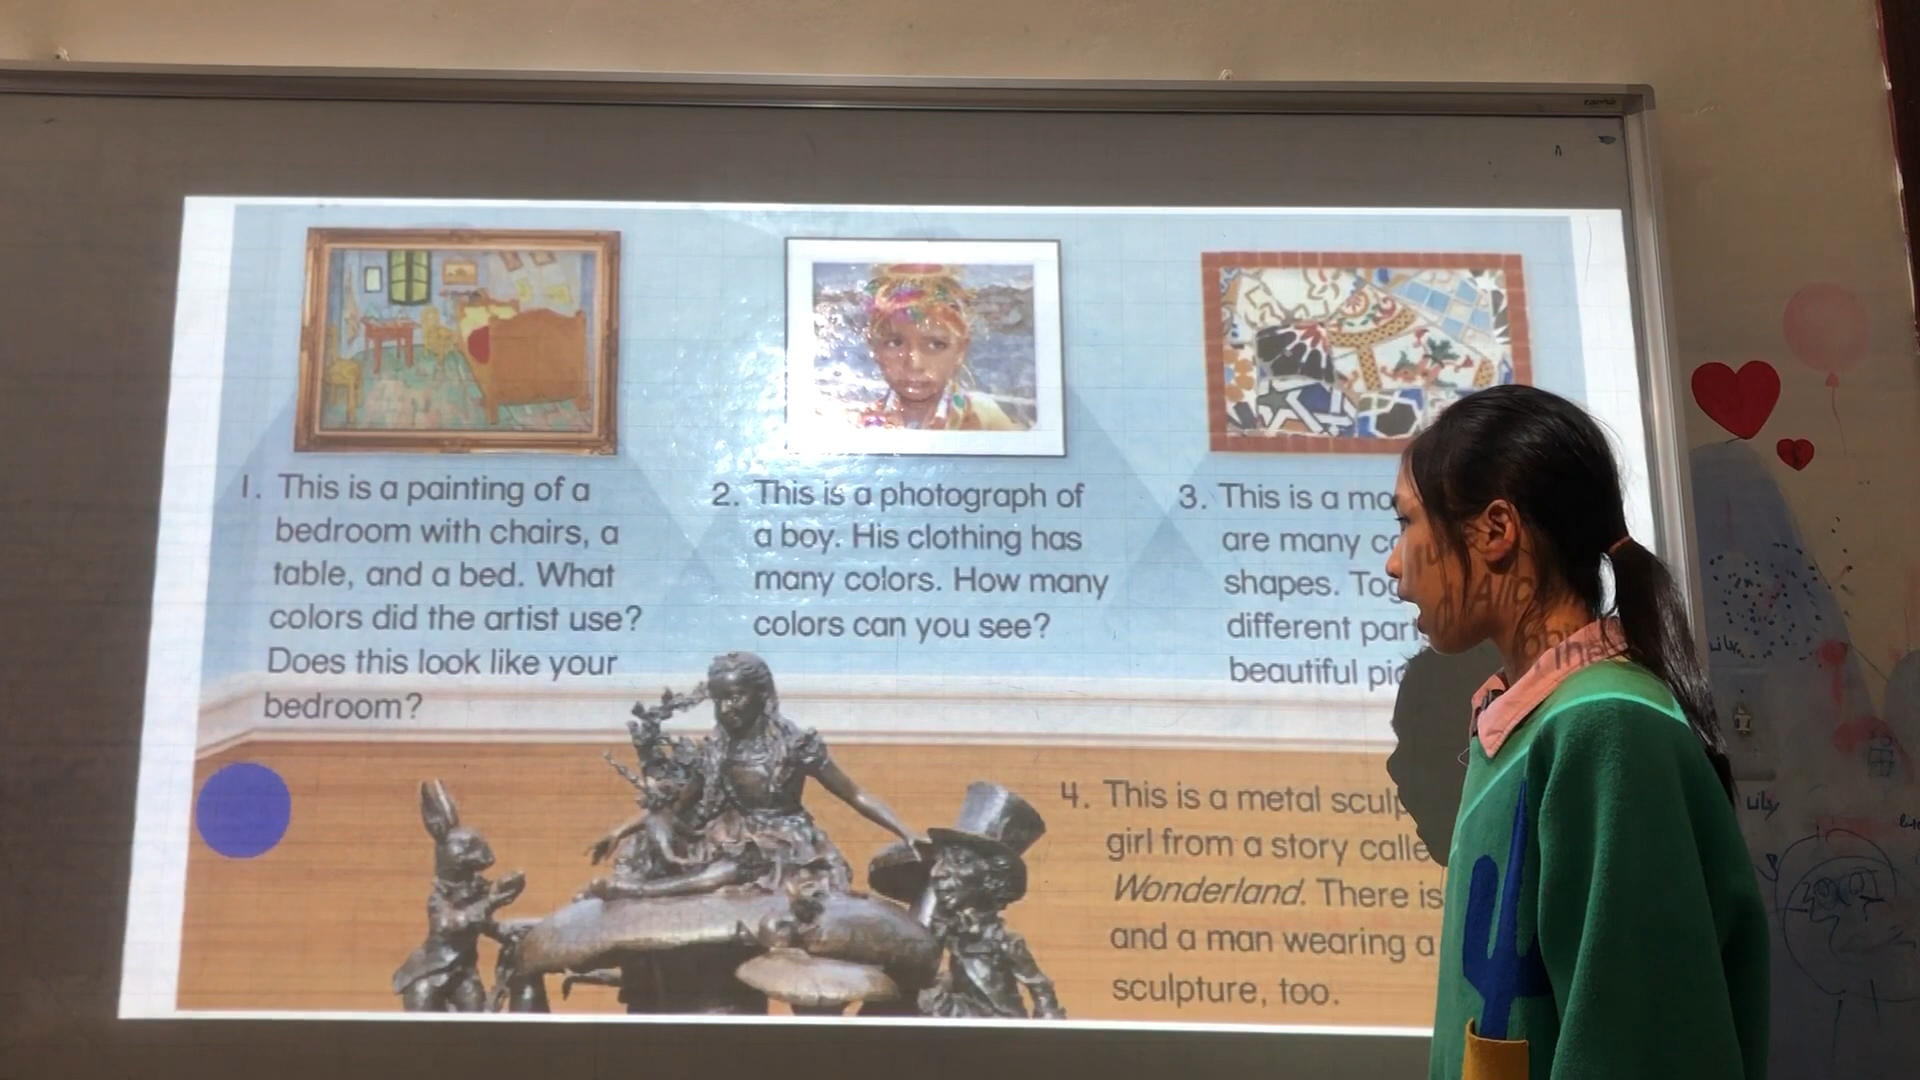 1. This is a painting of a
bedroom with chairs, a
table, and a bed. What
colors did the artist use?
Does this look like your
bedroom?
2. This is a photograph of
a boy. His clothing has
many colors. How many
colors can you see?
3. This is a mo
are many co
shapes. Tog
different part
beautiful pic
4. This is a metal sculp
girl from a story calle
Wonderland. There is
and a man wearing a
sculpture, too.
Lily